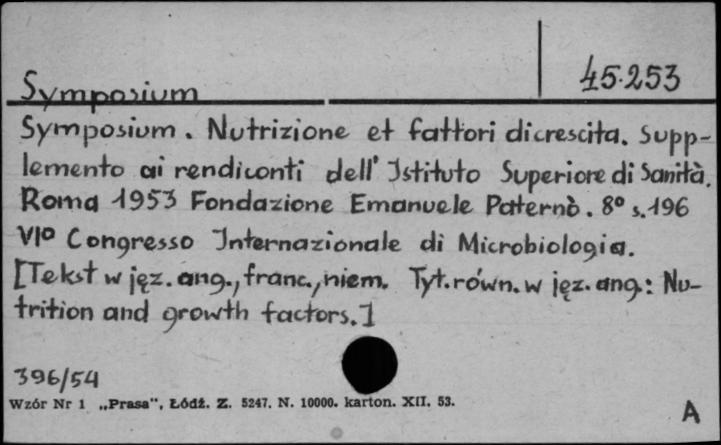 45.253
Symposium
Symposium. Nutrizione et fattori di crescita. Supp-
lemento ai rendiconti dell' Istituto Superiore di Sanità.
Roma 1953 Fondazione Emanuele Paternò. 8° s. 196
VI° Congresso Internazionale di Microbiologia.
[Tekst w jęz. ang., franc., niem. Tyt. równ. w jęz. ang.: Nu-
trition and growth factors.]
396/54
Wzór Nr 1 „Prasa”, Łódź. Z. 5247. N. 10000. karton. XII. 53.
A